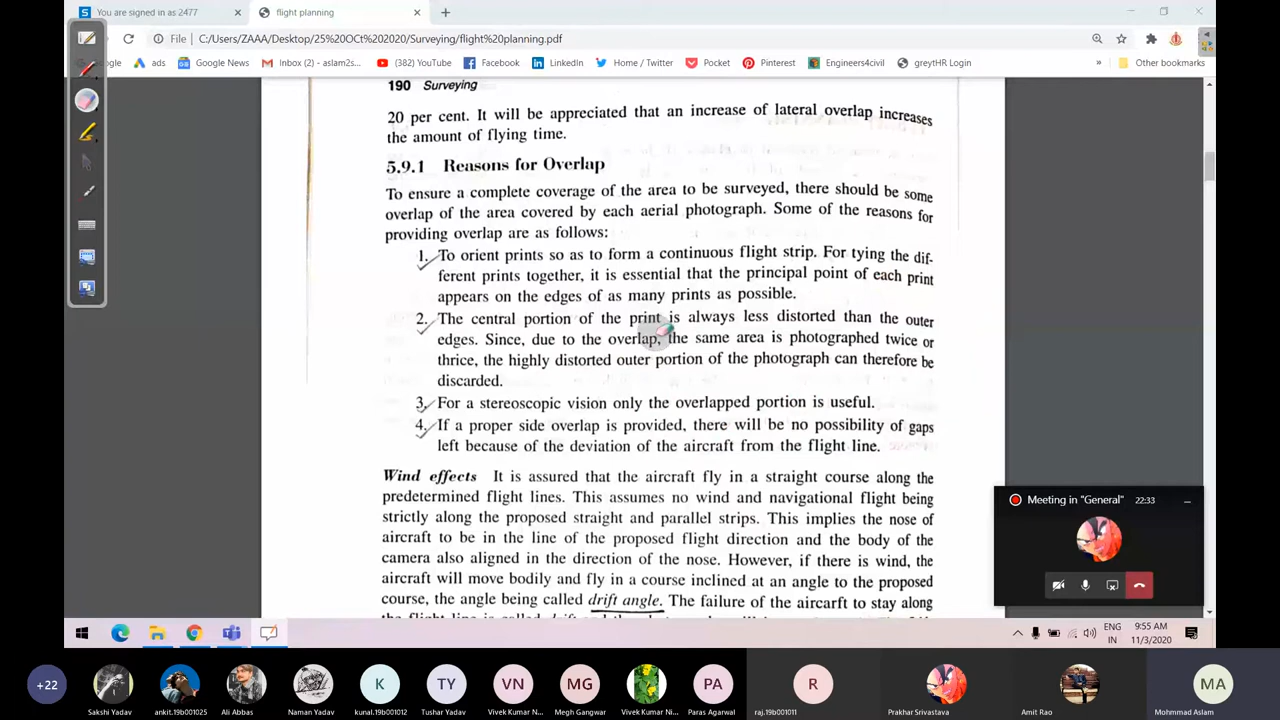 You are signed in as 2477
flight planning
File C:/Users/ZAAA/Desktop/25%20OCt%202020/Surveying/flight%20planning.pdf
ads
Google News
Inbox (2) - aslam2s...
(382) YouTube
Facebook
LinkedIn
Home / Twitter
Pocket
Pinterest
Engineers4civil
greytHR Login
» Other bookmarks
190 Surveying
20 per cent. It will be appreciated that an increase of lateral overlap increases
the amount of flying time.
5.9.1 Reasons for Overlap
To ensure a complete coverage of the area to be surveyed, there should be some
overlap of the area covered by each aerial photograph. Some of the reasons for
providing overlap are as follows:
1. To orient prints so as to form a continuous flight strip. For tying the dif-
ferent prints together, it is essential that the principal point of each print
appears on the edges of as many prints as possible.
2. The central portion of the print is always less distorted than the outer
edges. Since, due to the overlap, the same area is photographed twice or
thrice, the highly distorted outer portion of the photograph can therefore be
discarded.
3. For a stereoscopic vision only the overlapped portion is useful.
4. If a proper side overlap is provided, there will be no possibility of gaps
left because of the deviation of the aircraft from the flight line.
Wind effects It is assured that the aircraft fly in a straight course along the
predetermined flight lines. This assumes no wind and navigational flight being
strictly along the proposed straight and parallel strips. This implies the nose of
aircraft to be in the line of the proposed flight direction and the body of the
camera also aligned in the direction of the nose. However, if there is wind, the
aircraft will move bodily and fly in a course inclined at an angle to the proposed
course, the angle being called drift angle. The failure of the aircarft to stay along
Meeting in "General" 22:33
ENG
IN
9:55 AM
11/3/2020
+22
K
TY
VN
MG
PA
R
MA
Sakshi Yadav
ankit.19b001025
Ali Abbas
Naman Yadav
kunal.19b001012
Tushar Yadav
Vivek Kumar N...
Megh Gangwar
Vivek Kumar Ni...
Paras Agarwal
raj.19b001011
Prakhar Srivastava
Amit Rao
Mohmmad Aslam